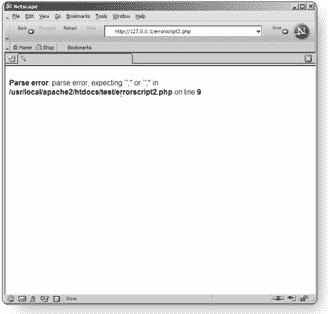 Netscape
File Edit View Go Bookmarks Tools Window Help
Back Forward Reload Stop http://127.0.0.1/errorscript2.php Print
Home Shop Bookmarks
Parse error: parse error, expecting `","' or `";"' in
/usr/local/apache2/htdocs/test/errorscript2.php on line 9
Done